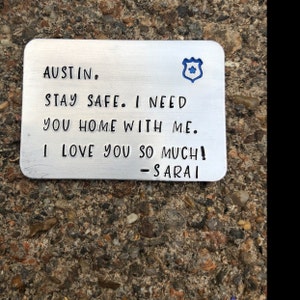 AUSTIN.
STAY SAFE. I NEED
YOU HOME WITH ME.
I LOVE YOU SO MUCH!
-SARAI